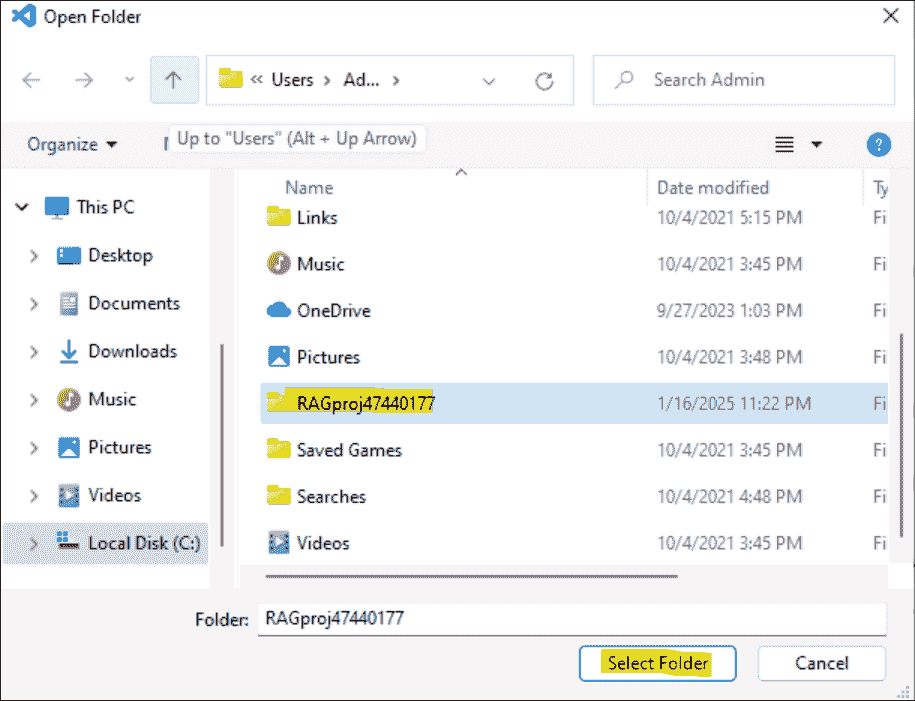 Open Folder
« Users › Ad... ›
Search Admin
Organize
Up to "Users" (Alt + Up Arrow)
?
Name Date modified Ty
This PC
Desktop
Documents
Downloads
Music
Pictures
Videos
Local Disk (C:)
Links 10/4/2021 5:15 PM Fi
Music 10/4/2021 3:45 PM Fi
OneDrive 9/27/2023 1:03 PM Fi
Pictures 10/4/2021 3:48 PM Fi
RAGproj47440177 1/16/2025 11:22 PM Fi
Saved Games 10/4/2021 3:45 PM Fi
Searches 10/4/2021 4:48 PM Fi
Videos 10/4/2021 3:45 PM Fi
Folder: RAGproj47440177
Select Folder Cancel